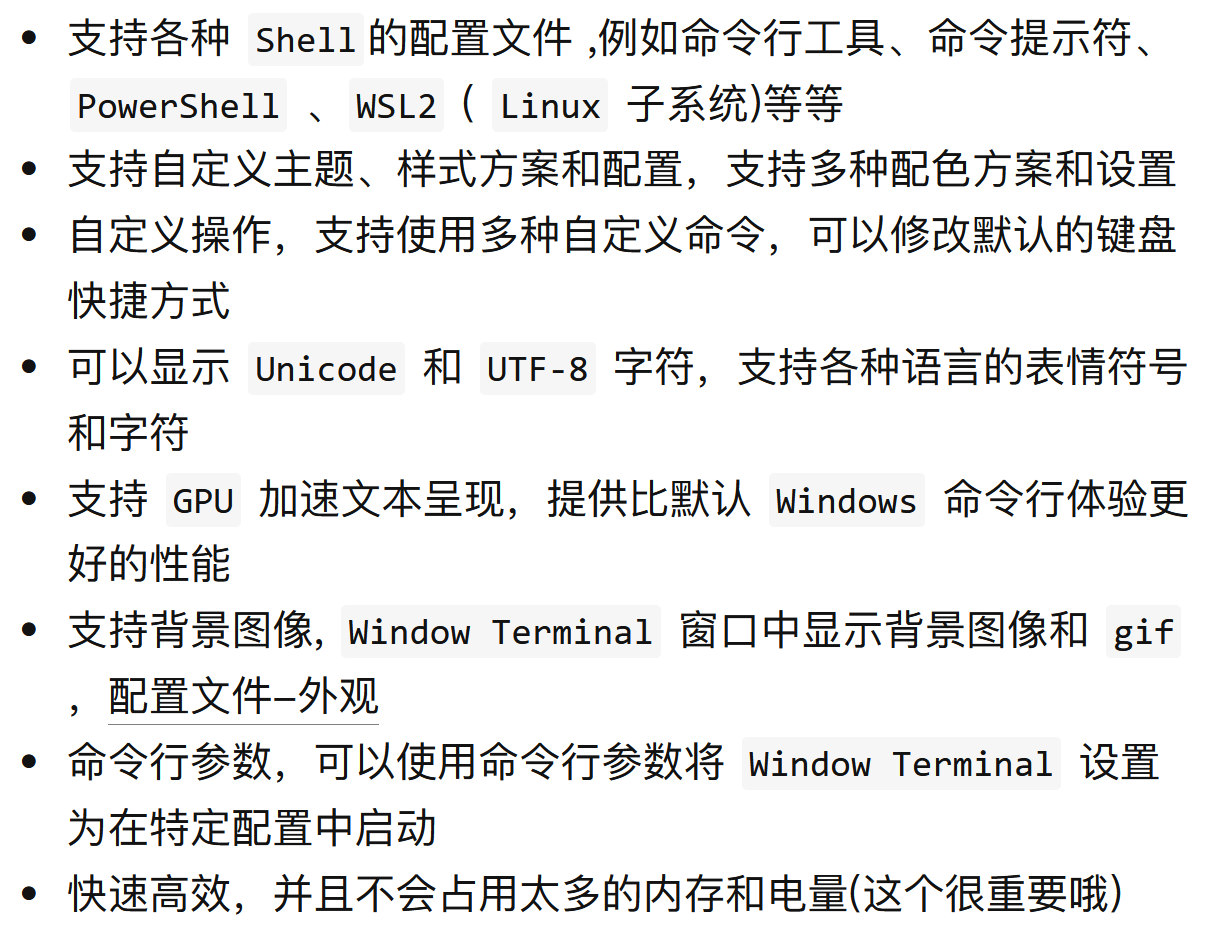 • 支持各种 Shell的配置文件 ,例如命令行工具、命令提示符、
PowerShell 、WSL2 ( Linux 子系统)等等
• 支持自定义主题、样式方案和配置，支持多种配色方案和设置
• 自定义操作，支持使用多种自定义命令，可以修改默认的键盘
快捷方式
• 可以显示 Unicode 和 UTF-8 字符，支持各种语言的表情符号
和字符
• 支持 GPU 加速文本呈现，提供比默认 Windows 命令行体验更
好的性能
• 支持背景图像, Window Terminal 窗口中显示背景图像和 gif
，配置文件–外观
• 命令行参数，可以使用命令行参数将 Window Terminal 设置
为在特定配置中启动
• 快速高效，并且不会占用太多的内存和电量(这个很重要哦)